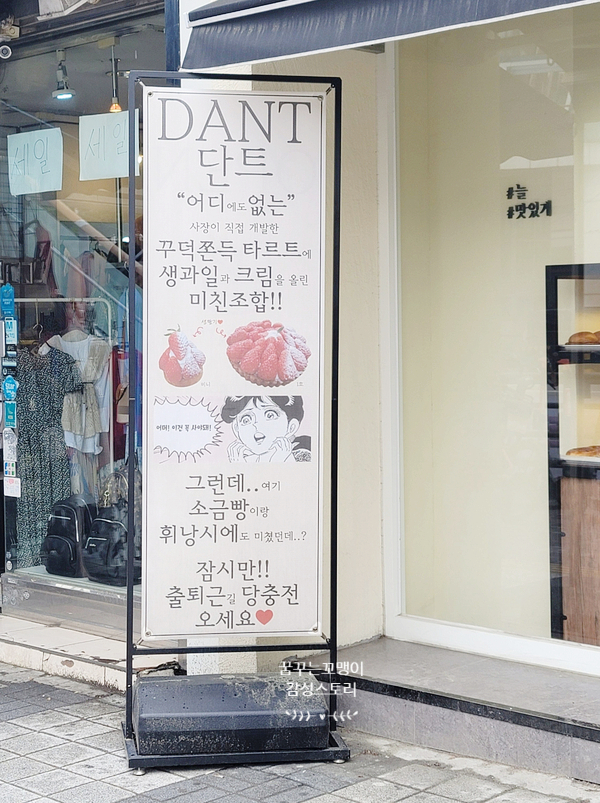 DANT
단트
“어디에도없는”
사장이 직접 개발한
꾸덕쫀득 타르트에
생과일과 크림을 올린
미친조합!!
어머! 이건 꼭 사야돼!
그런데..여기
소금빵이랑
휘낭시에도 미쳤던데..?
잠시만!!
출퇴근길 당충전
오세요♥
세일
세일
#늘
#맛있게
꿈꾸는꼬맹이
감성스토리